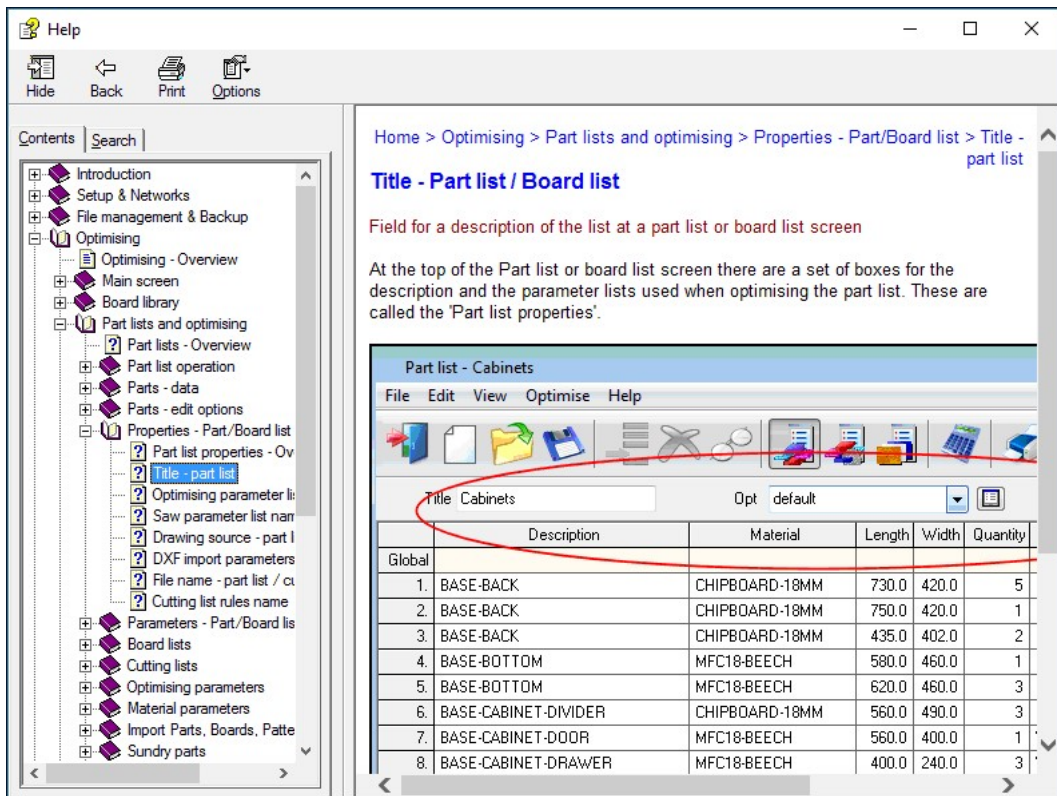 Help
Hide Back Print Options
Contents Search
Introduction
Setup & Networks
File management & Backup
Optimising
Optimising - Overview
Main screen
Board library
Part lists and optimising
Part lists - Overview
Part list operation
Parts - data
Parts - edit options
Properties - Part/Board list
Part list properties - Ov
Title - part list
Optimising parameter li
Saw parameter list nam
Drawing source - part l
DXF import parameters
File name - part list / cu
Cutting list rules name
Parameters - Part/Board lis
Board lists
Cutting lists
Optimising parameters
Material parameters
Import Parts, Boards, Patte
Sundry parts
Home > Optimising > Part lists and optimising > Properties - Part/Board list > Title -
part list
Title - Part list / Board list
Field for a description of the list at a part list or board list screen
At the top of the Part list or board list screen there are a set of boxes for the
description and the parameter lists used when optimising the part list. These are
called the 'Part list properties'.
Part list - Cabinets
File Edit View Optimise Help
Title Cabinets Opt default
Description Material Length Width Quantity
Global
1. BASE-BACK CHIPBOARD-18MM 730.0 420.0 5
2. BASE-BACK CHIPBOARD-18MM 750.0 420.0 1
3. BASE-BACK CHIPBOARD-18MM 435.0 402.0 2
4. BASE-BOTTOM MFC18-BEECH 580.0 460.0 1
5. BASE-BOTTOM MFC18-BEECH 620.0 460.0 3
6. BASE-CABINET-DIVIDER CHIPBOARD-18MM 560.0 490.0 3
7. BASE-CABINET-DOOR MFC18-BEECH 560.0 400.0 1
8. BASE-CABINET-DRAWER MFC18-BEECH 400.0 240.0 3